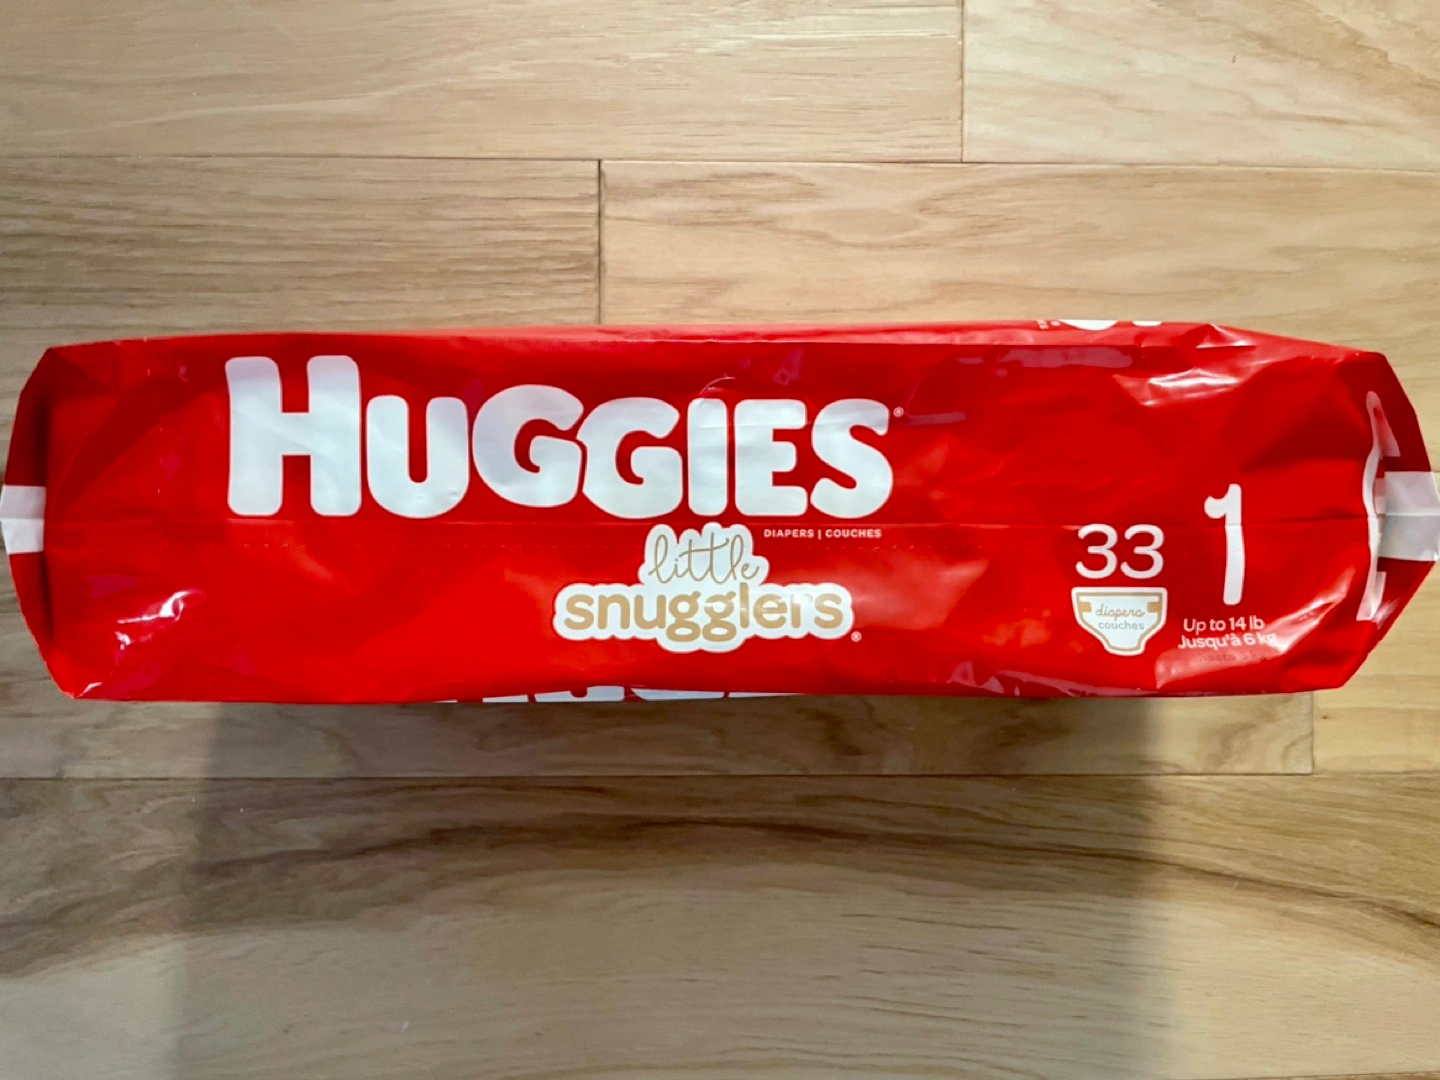 HUGGIES®
DIAPERS | COUCHES
little
snugglers®
33
diapers
couches
1
Up to 14 lb
Jusqu'à 6 kg